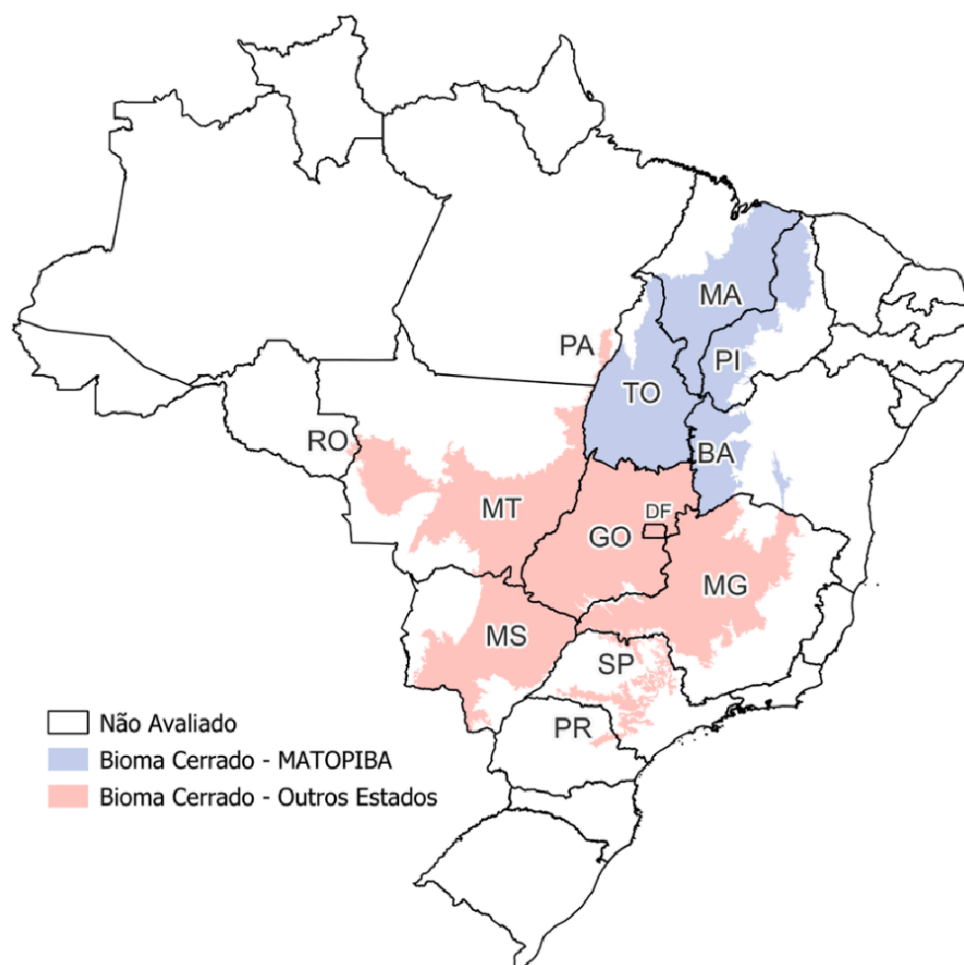 MA
PA
PI
TO
RO
BA
MT
DF
GO
MG
MS
SP
PR
Não Avaliado
Bioma Cerrado - MATOPIBA
Bioma Cerrado - Outros Estados